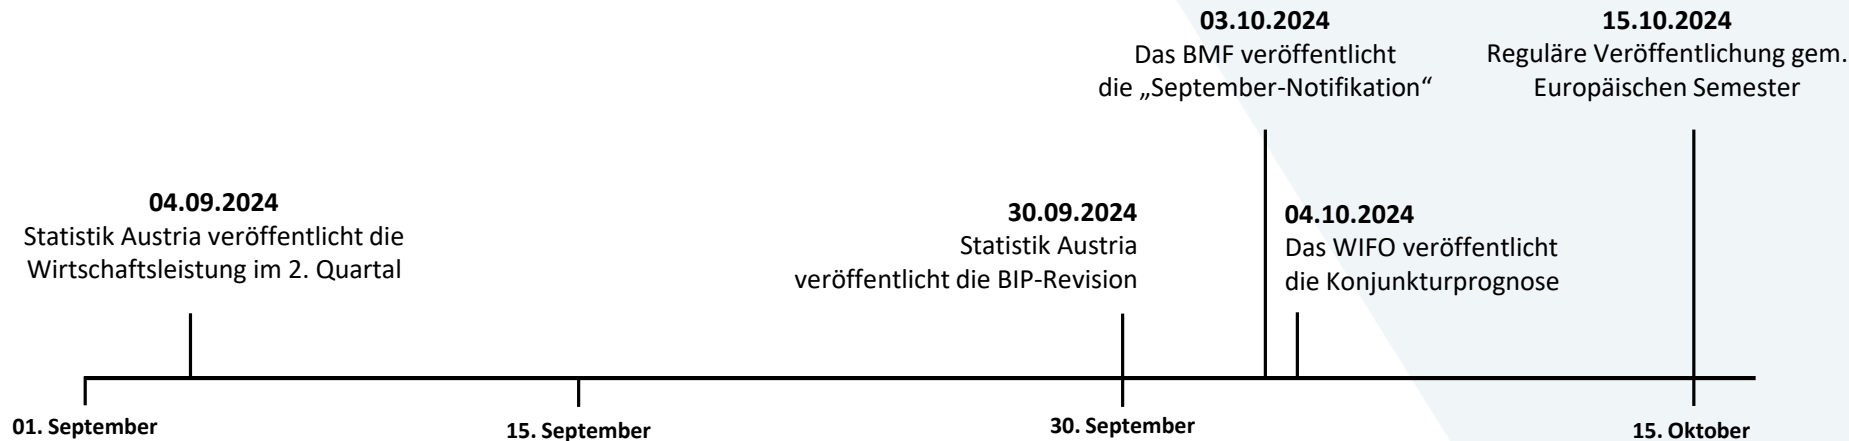 03.10.2024
Das BMF veröffentlicht
die „September-Notifikation“
15.10.2024
Reguläre Veröffentlichung gem.
Europäischen Semester
04.09.2024
Statistik Austria veröffentlicht die
Wirtschaftsleistung im 2. Quartal
30.09.2024
Statistik Austria
veröffentlicht die BIP-Revision
04.10.2024
Das WIFO veröffentlicht
die Konjunkturprognose
01. September
15. September
30. September
15. Oktober